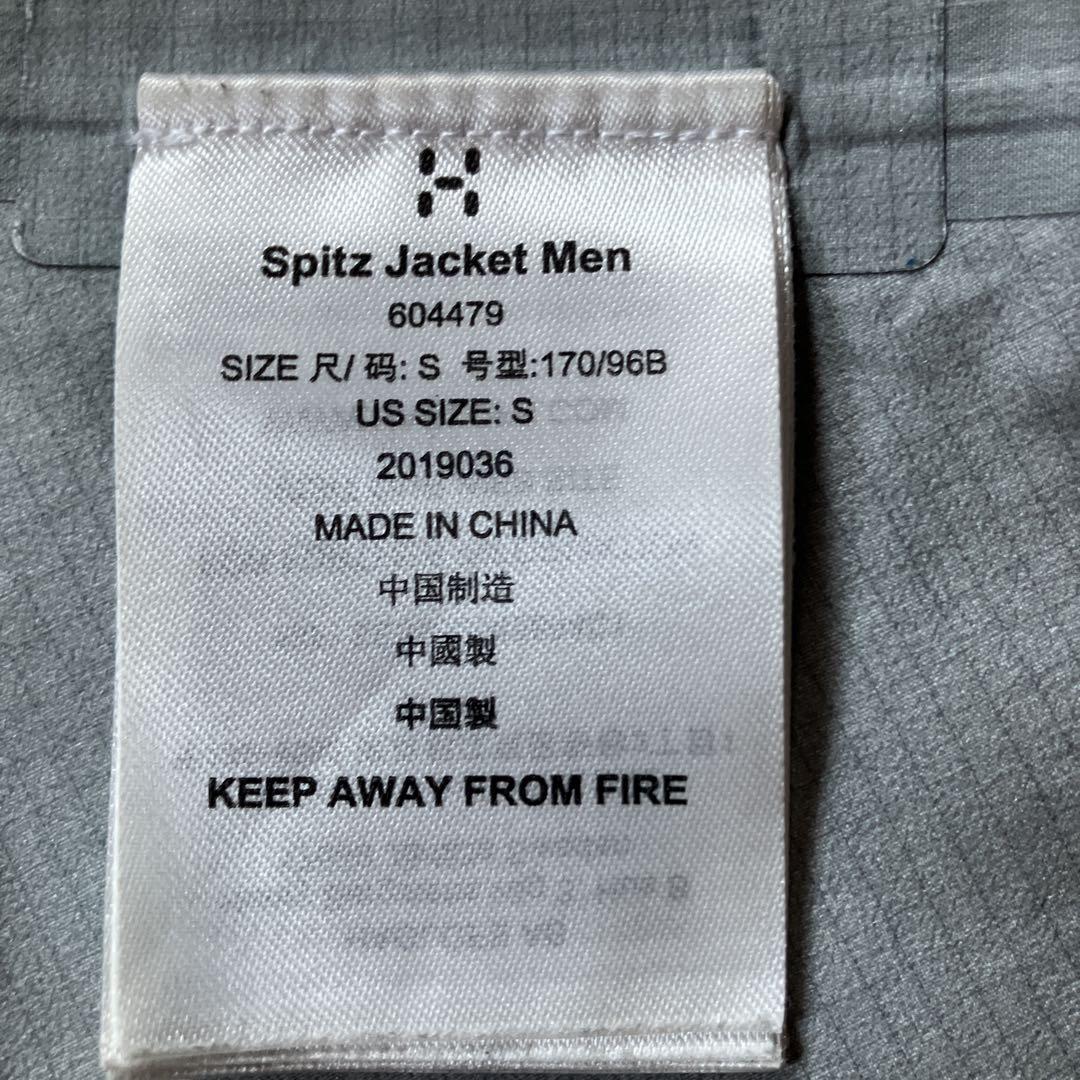 Spitz Jacket Men
604479
SIZE 尺/ 码: S 号型:170/96B
US SIZE: S
2019036
MADE IN CHINA
中国制造
中國製
中国製
KEEP AWAY FROM FIRE